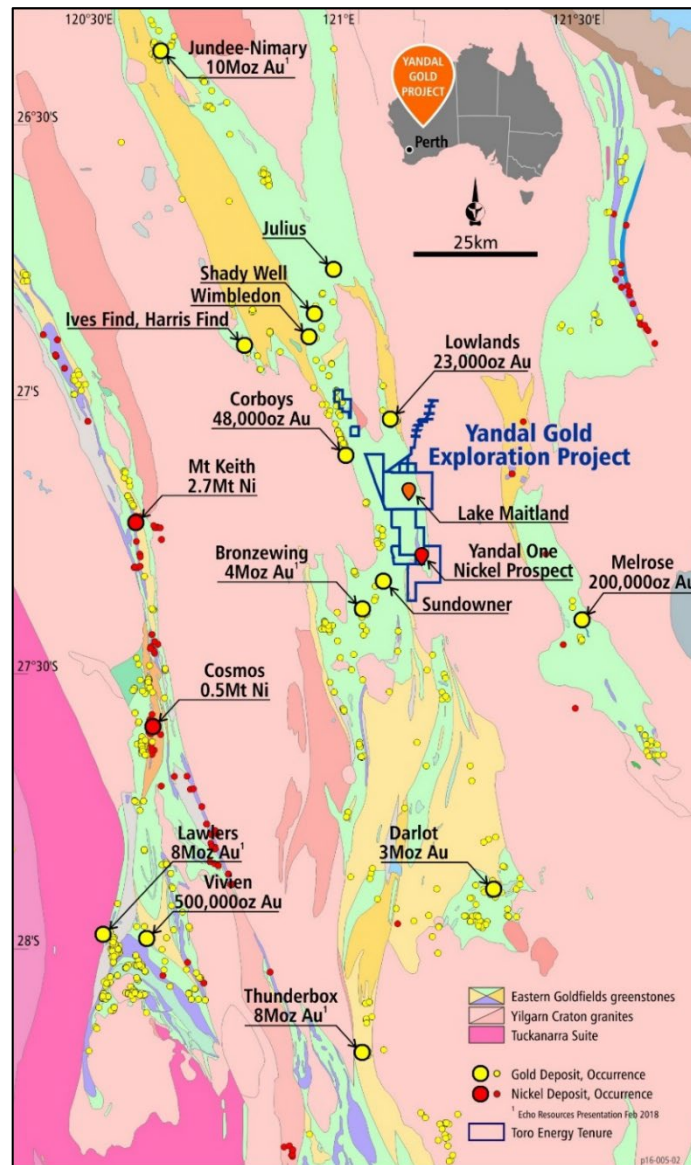 120°30'S
121°E
121°30'S
Jundee-Nimary
10Moz Au¹
YANDAL
GOLD
PROJECT
Perth
26°30'S
25km
Julius
Shady Well
Wimbledon
Ives Find, Harris Find
Lowlands
23,000oz Au
27°S
Corboys
48,000oz Au
Yandal Gold
Exploration Project
Mt Keith
2.7Mt Ni
Lake Maitland
Bronzewing
4Moz Au¹
Yandal One
Nickel Prospect
Melrose
200,000oz Au
Sundowner
27°30'S
Cosmos
0.5Mt Ni
Lawlers
8Moz Au¹
Darlot
3Moz Au
Vivien
500,000oz Au
28°S
Thunderbox
8Moz Au¹
Eastern Goldfields greenstones
Yilgarn Craton granites
Tuckanarra Suite
Gold Deposit, Occurrence
Nickel Deposit, Occurrence
¹ Echo Resources Presentation Feb 2018
Toro Energy Tenure
p16-005-02